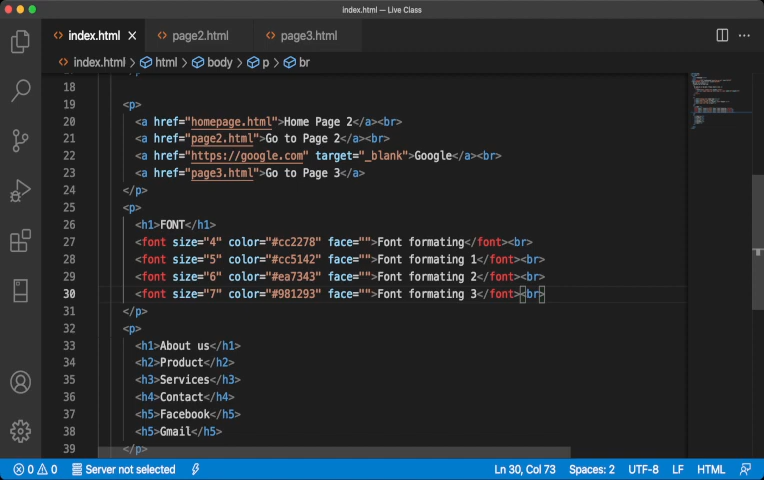 index.html — Live Class
index.html page2.html page3.html
index.html > html > body > p > br
18
19 <p>
20 <a href="homepage.html">Home Page 2</a><br>
21 <a href="page2.html">Go to Page 2</a><br>
22 <a href="https://google.com" target="_blank">Google</a><br>
23 <a href="page3.html">Go to Page 3</a>
24 </p>
25 <p>
26 <h1>FONT</h1>
27 <font size="4" color="#cc2278" face="">Font formating</font><br>
28 <font size="5" color="#cc5142" face="">Font formating 1</font><br>
29 <font size="6" color="#ea7343" face="">Font formating 2</font><br>
30 <font size="7" color="#981293" face="">Font formating 3</font><br>
31 </p>
32 <p>
33 <h1>About us</h1>
34 <h2>Product</h2>
35 <h3>Services</h3>
36 <h4>Contact</h4>
37 <h5>Facebook</h5>
38 <h5>Gmail</h5>
39 </p>
0 0 Server not selected Ln 30, Col 73 Spaces: 2 UTF-8 LF HTML